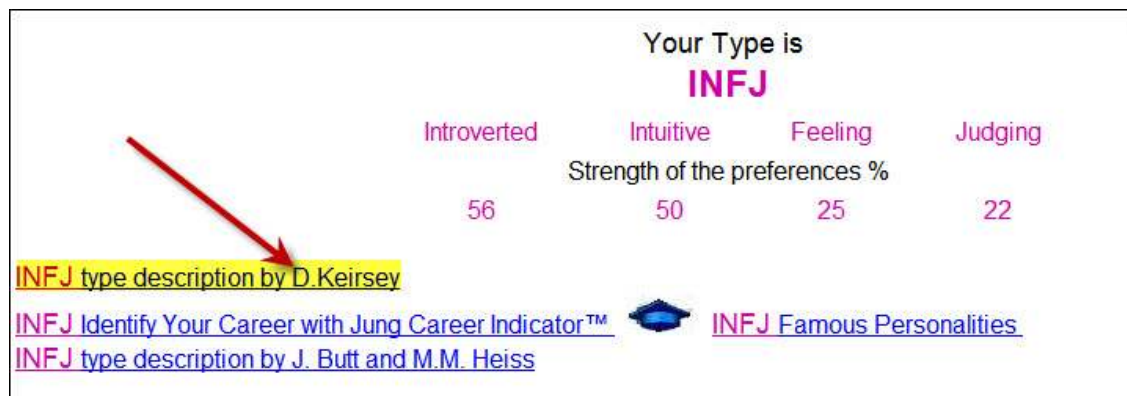 Your Type is
INFJ
Introverted Intuitive Feeling Judging
Strength of the preferences %
56 50 25 22
INFJ type description by D.Keirsey
INFJ Identify Your Career with Jung Career Indicator™ INFJ Famous Personalities
INFJ type description by J. Butt and M.M. Heiss